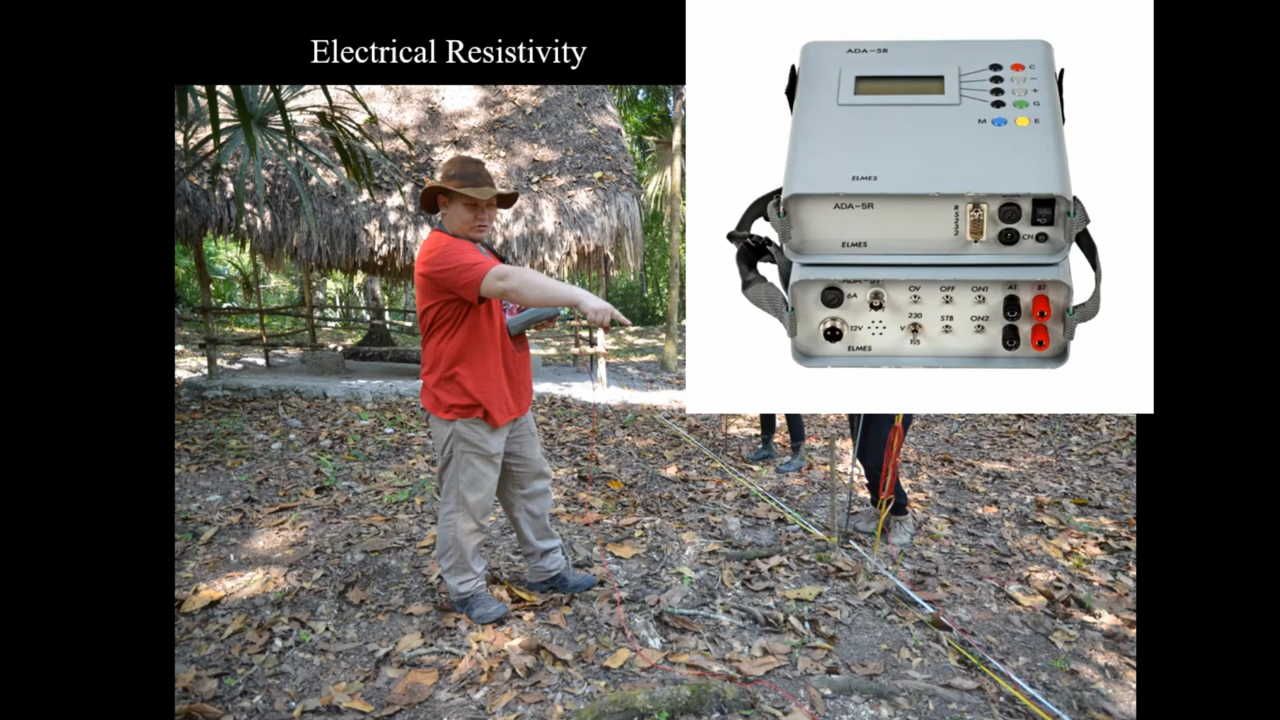 Electrical Resistivity
ADA-5R
C
-
+
G
M E
ELMES
ADA-5R
RS232
CH
ELMES
6A
0V OFF ON1 A1 B1
230
12V V STB ON2
115
ELMES